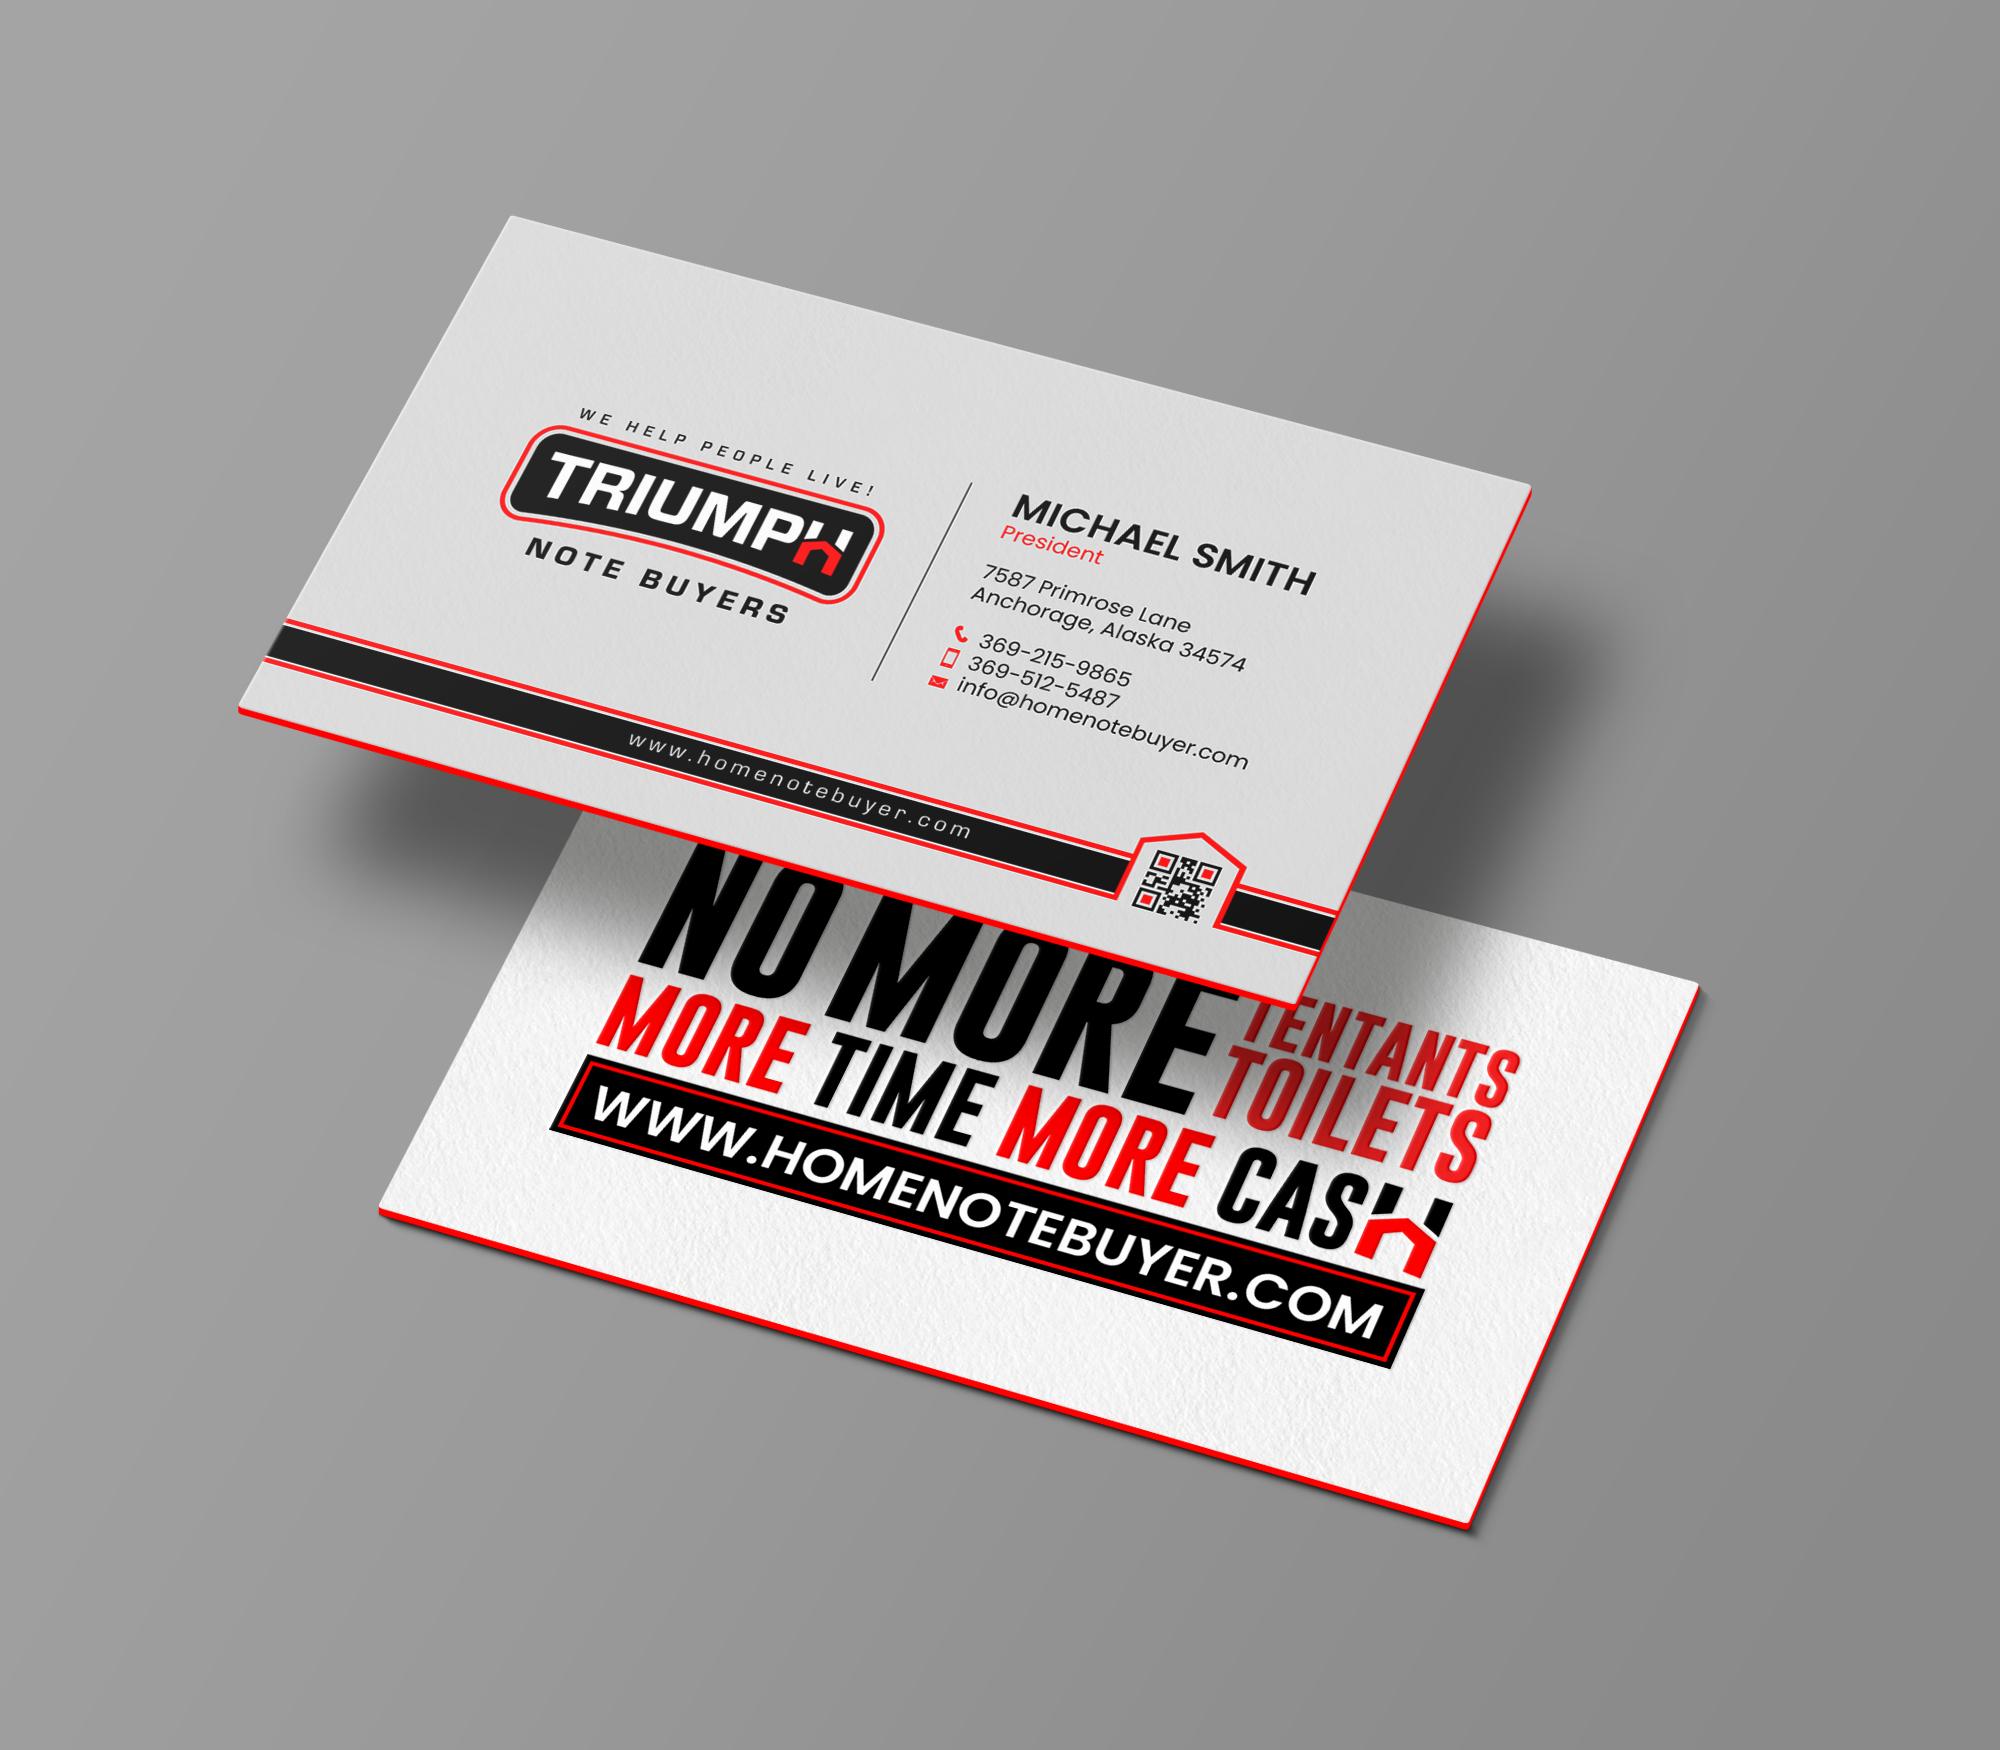 WE HELP PEOPLE LIVE!
TRIUMPH
NOTE BUYERS
MICHAEL SMITH
President
7587 Primrose Lane
Anchorage, Alaska 34574
369-215-9865
369-512-5487
info@homenotebuyer.com
www.homenotebuyer.com
NO MORE TENTANTS
TOILETS
MORE TIME MORE CASH
WWW.HOMENOTEBUYER.COM